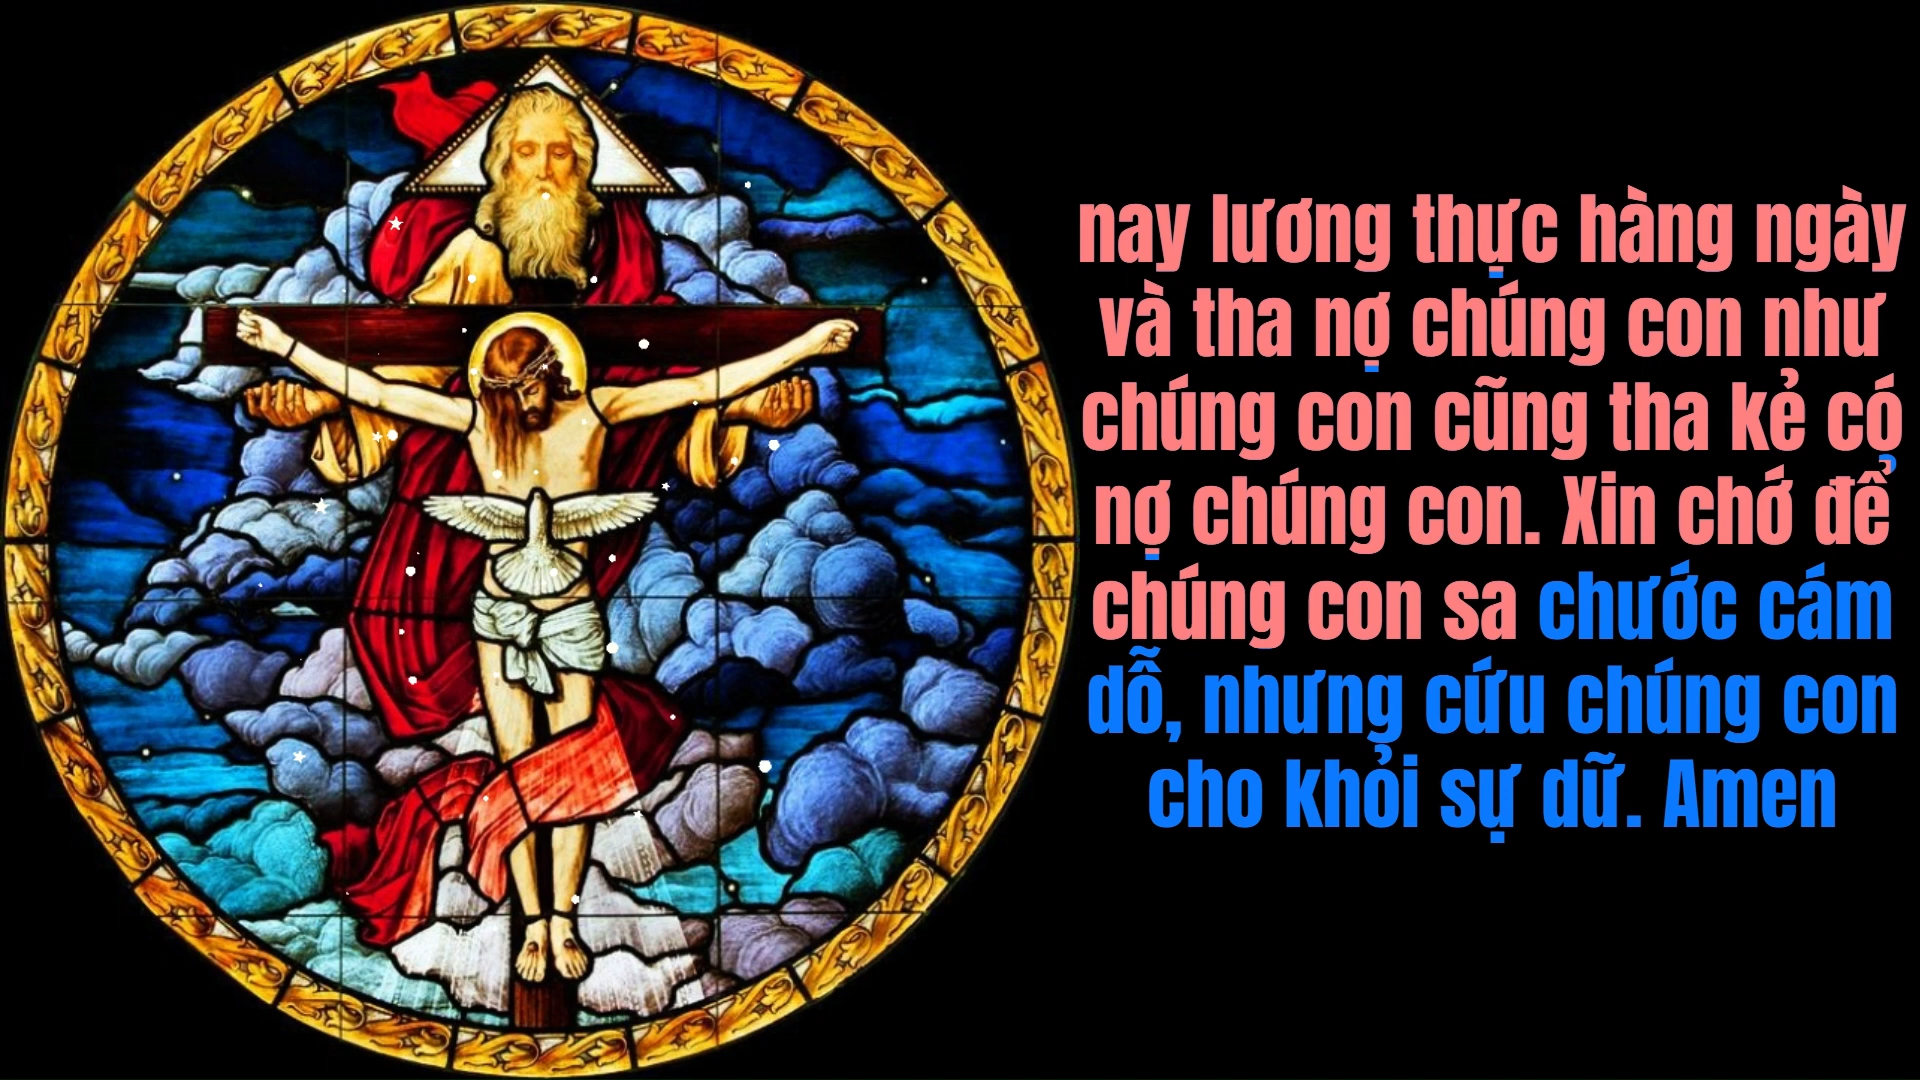 nay lương thực hàng ngày
và tha nợ chúng con như
chúng con cũng tha kẻ có
nợ chúng con. Xin chớ để
chúng con sa chước cám
dỗ, nhưng cứu chúng con
cho khỏi sự dữ. Amen